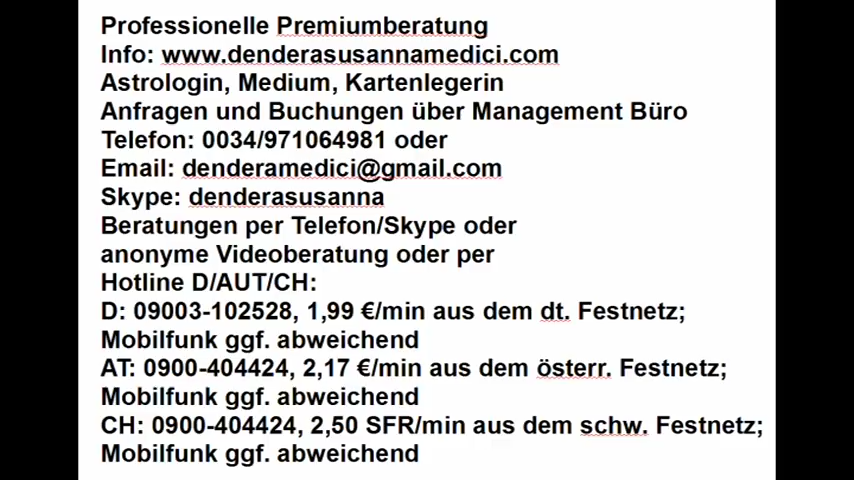 Professionelle Premiumberatung
Info: www.denderasusannamedici.com
Astrologin, Medium, Kartenlegerin
Anfragen und Buchungen über Management Büro
Telefon: 0034/971064981 oder
Email: denderamedici@gmail.com
Skype: denderasusanna
Beratungen per Telefon/Skype oder
anonyme Videoberatung oder per
Hotline D/AUT/CH:
D: 09003-102528, 1,99 €/min aus dem dt. Festnetz;
Mobilfunk ggf. abweichend
AT: 0900-404424, 2,17 €/min aus dem österr. Festnetz;
Mobilfunk ggf. abweichend
CH: 0900-404424, 2,50 SFR/min aus dem schw. Festnetz;
Mobilfunk ggf. abweichend